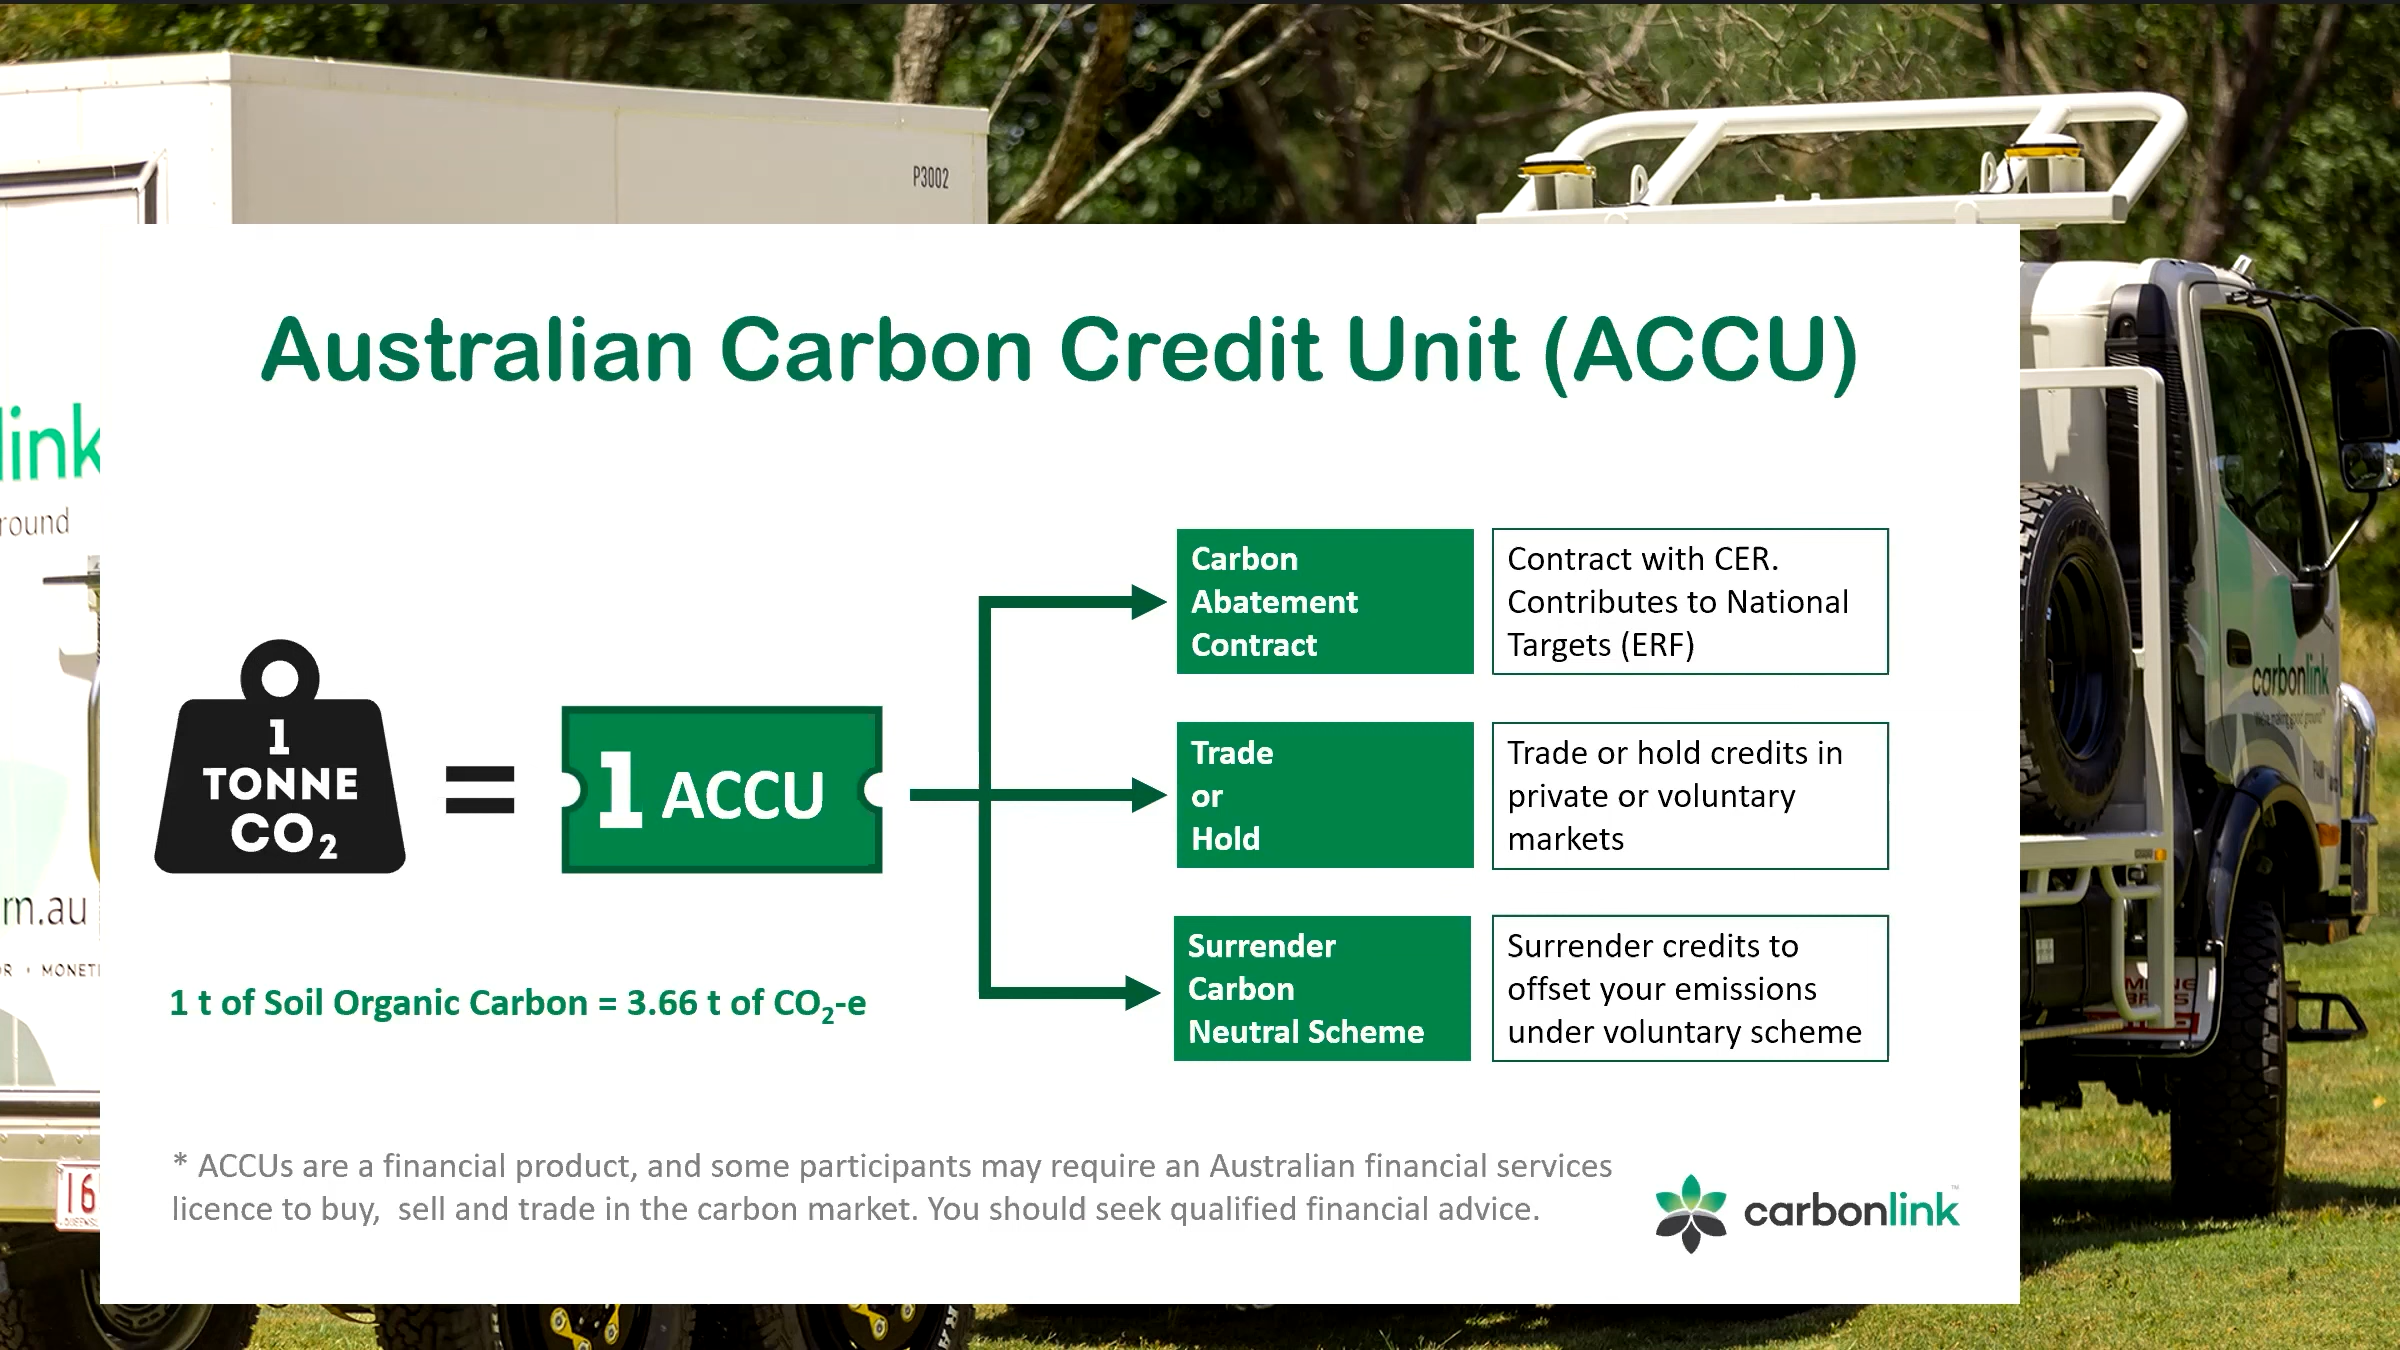 P3002
Australian Carbon Credit Unit (ACCU)
link
round
Carbon
Abatement
Contract
Contract with CER.
Contributes to National
Targets (ERF)
1
TONNE
CO₂
=
1 ACCU
Trade
or
Hold
Trade or hold credits in
private or voluntary
markets
carbonlink
rn.au
OR • MONETI
Surrender
Carbon
Neutral Scheme
Surrender credits to
offset your emissions
under voluntary scheme
1 t of Soil Organic Carbon = 3.66 t of CO₂-e
* ACCUs are a financial product, and some participants may require an Australian financial services
licence to buy,  sell and trade in the carbon market. You should seek qualified financial advice.
carbonlink™
16